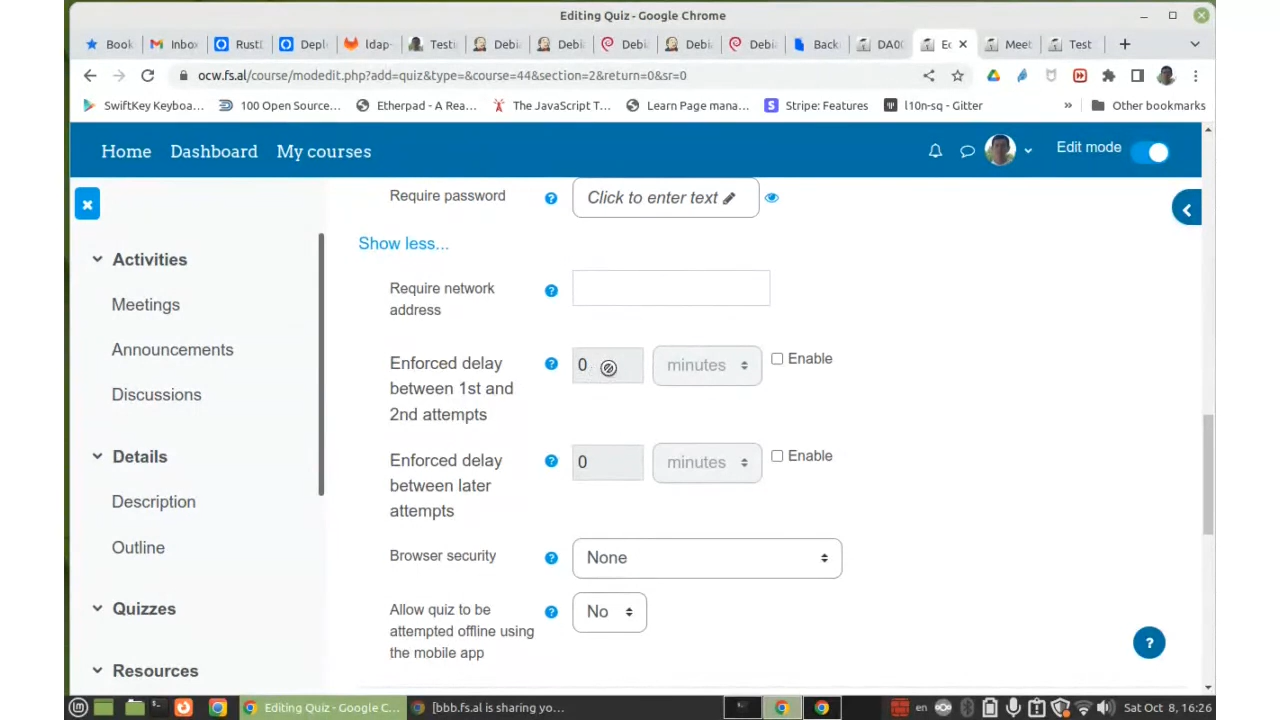 Editing Quiz - Google Chrome
Book
Inbo
Rustl
Depl
ldap-
Testi
Debi
Debi
Debi
Debi
Debi
Back
DA00
Ec
Meet
Test
ocw.fs.al/course/modedit.php?add=quiz&type=&course=44&section=2&return=0&sr=0
SwiftKey Keyboa...
100 Open Source...
Etherpad - A Rea...
The JavaScript T...
Learn Page mana...
S
Stripe: Features
l10n-sq - Gitter
»
Other bookmarks
Home
Dashboard
My courses
Edit mode
Require password
Click to enter text
Show less...
Activities
Meetings
Announcements
Discussions
Details
Description
Outline
Quizzes
Resources
Require network
address
Enforced delay
between 1st and
2nd attempts
0
minutes
Enable
Enforced delay
between later
attempts
0
minutes
Enable
Browser security
None
Allow quiz to be
attempted offline using
the mobile app
No
?
Editing Quiz - Google C...
[bbb.fs.al is sharing yo...
en
Sat Oct 8, 16:26